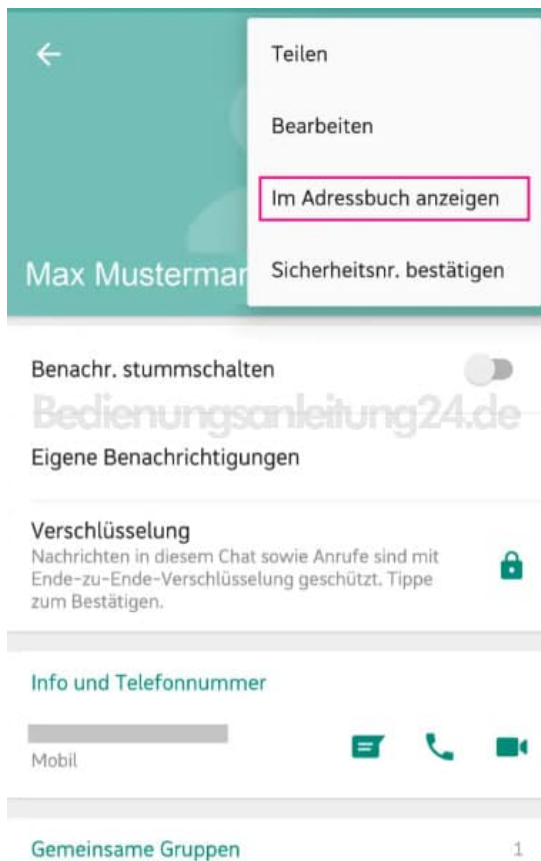 Teilen
Bearbeiten
Im Adressbuch anzeigen
Sicherheitsnr. bestätigen
Max Mustermar
Benachr. stummschalten
Bedienungsanleitung24.de
Eigene Benachrichtigungen
Verschlüsselung
Nachrichten in diesem Chat sowie Anrufe sind mit
Ende-zu-Ende-Verschlüsselung geschützt. Tippe
zum Bestätigen.
Info und Telefonnummer
Mobil
Gemeinsame Gruppen 1